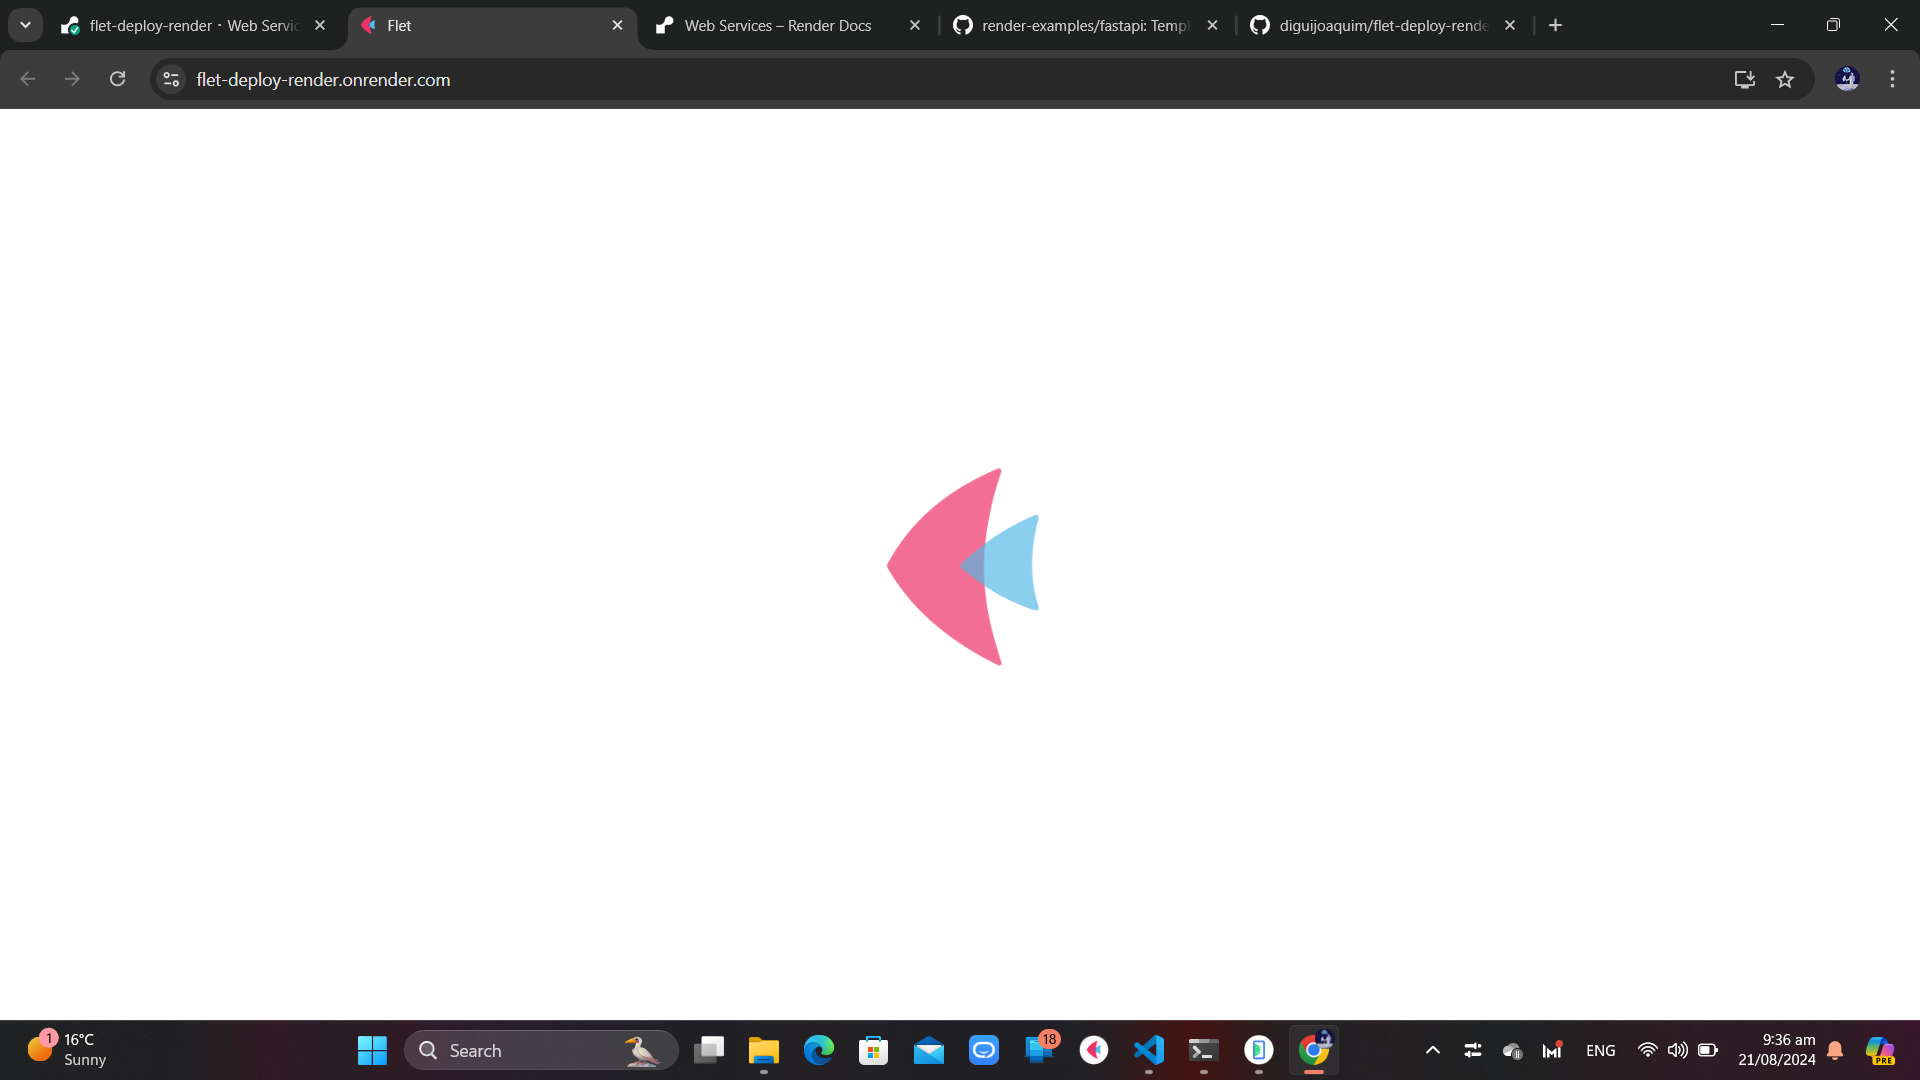 flet-deploy-render · Web Servic
Flet
Web Services – Render Docs
render-examples/fastapi: Templ
diguijoaquim/flet-deploy-rende
flet-deploy-render.onrender.com
1
16°C
Sunny
Search
18
ENG
9:36 am
21/08/2024
PRE